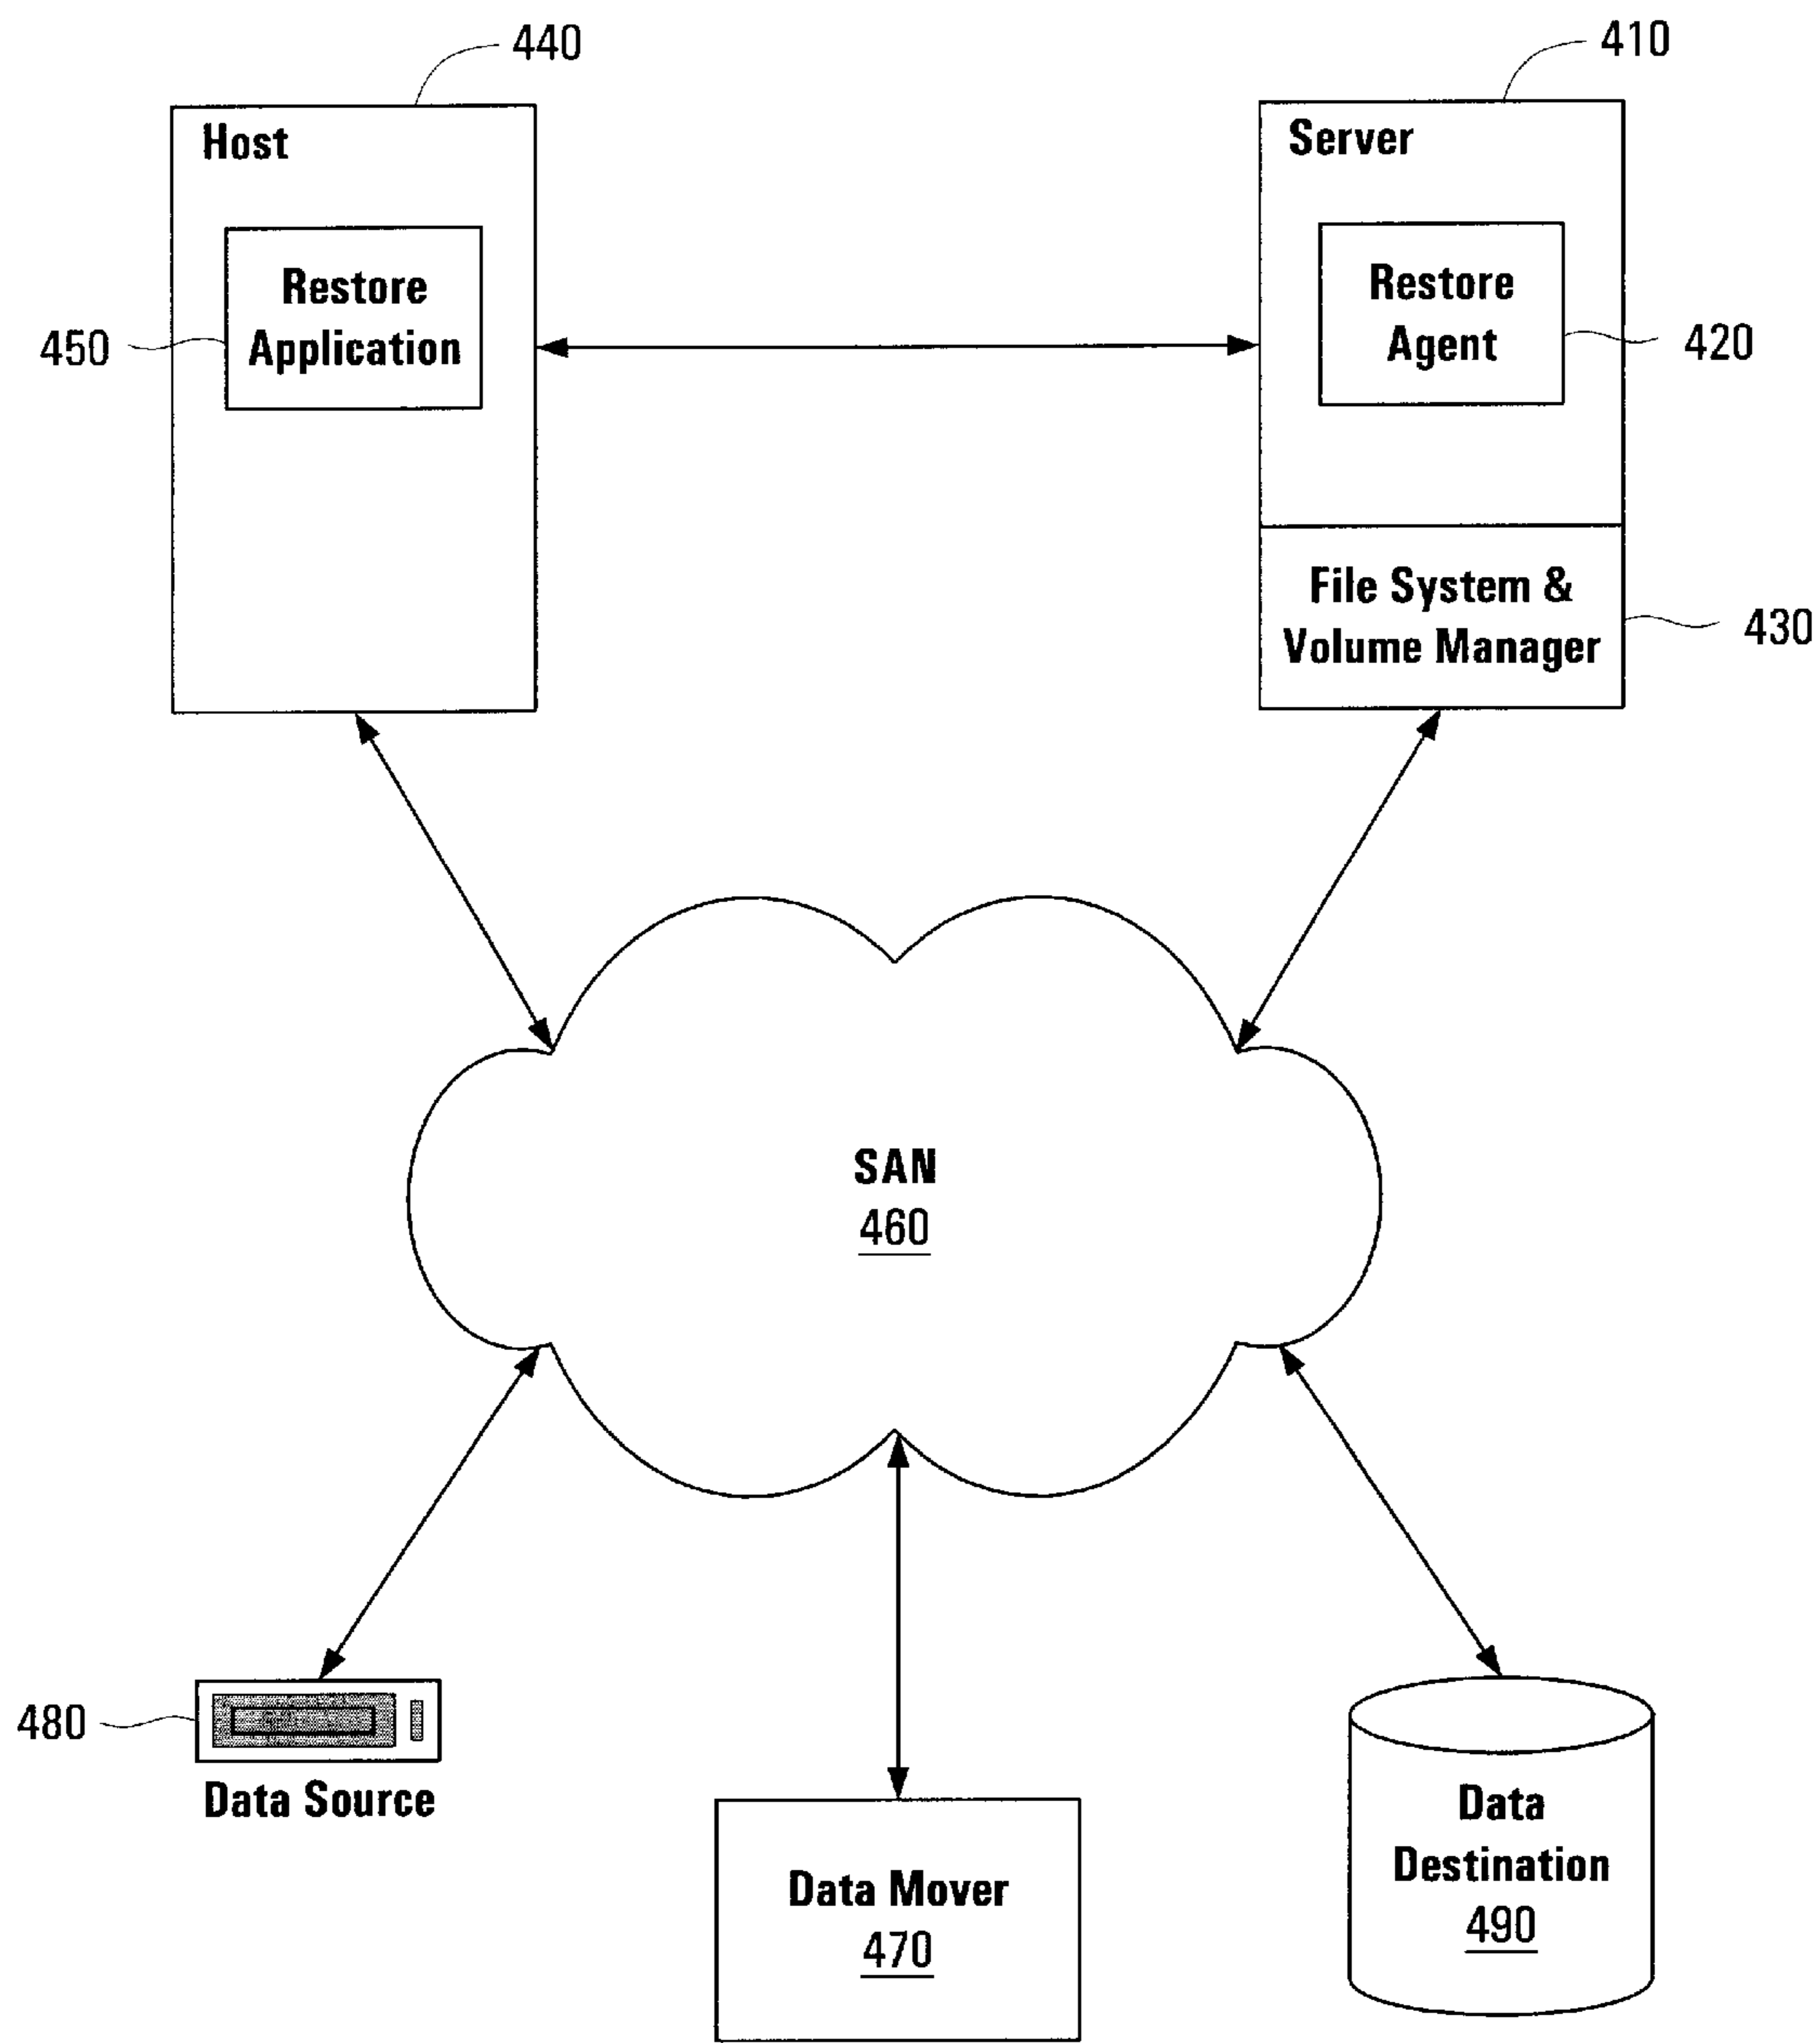 440
410
Host
Server
Restore
Application
450
Restore
Agent
420
File System &
Volume Manager
430
SAN
460
480
Data Source
Data Mover
470
Data
Destination
490